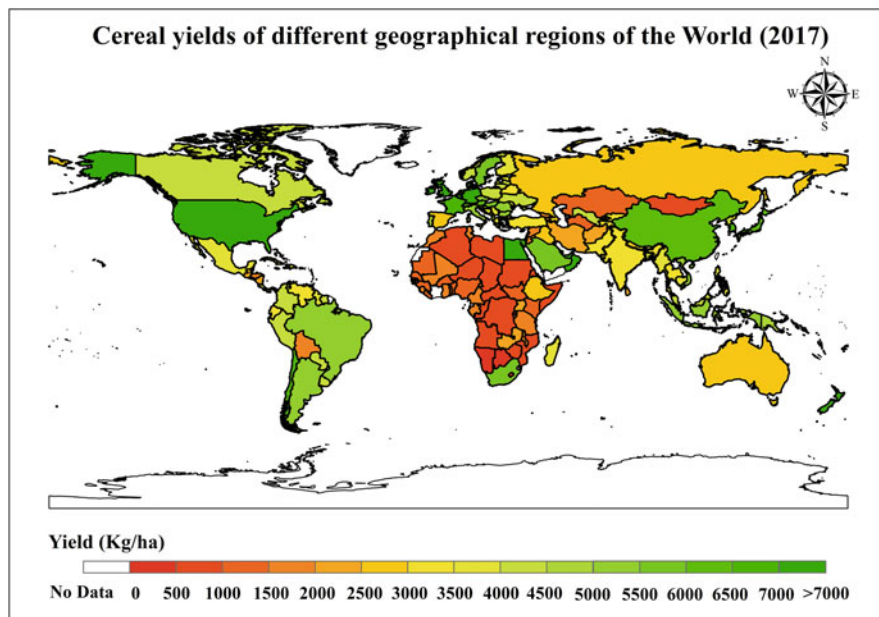 Cereal yields of different geographical regions of the World (2017)
N
W E
S
Yield (Kg/ha)
No Data 0 500 1000 1500 2000 2500 3000 3500 4000 4500 5000 5500 6000 6500 7000 >7000